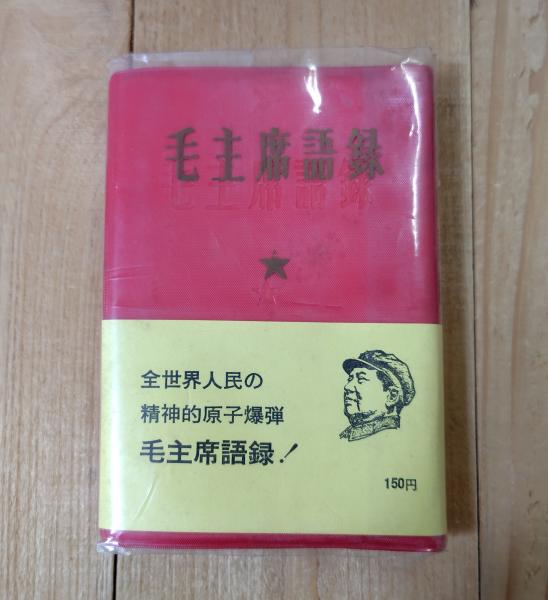 毛主席語録
全世界人民の
精神的原子爆弾
毛主席語録！
150円